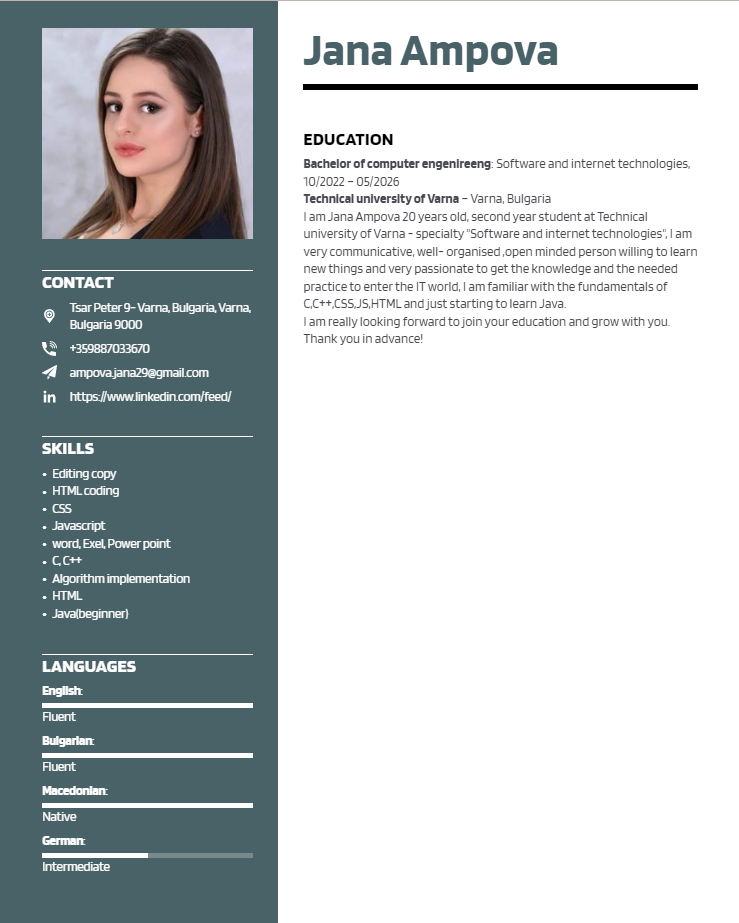 Jana Ampova
CONTACT
Tsar Peter 9- Varna, Bulgaria, Varna,
Bulgaria 9000
+359887033670
ampova.jana29@gmail.com
https://www.linkedin.com/feed/
SKILLS
• Editing copy
• HTML coding
• CSS
• Javascript
• word, Exel, Power point
• C, C++
• Algorithm implementation
• HTML
• Java(beginner)
LANGUAGES
English:
Fluent
Bulgarian:
Fluent
Macedonian:
Native
German:
Intermediate
EDUCATION
Bachelor of computer engenireeng: Software and internet technologies,
10/2022 – 05/2026
Technical university of Varna – Varna, Bulgaria
I am Jana Ampova 20 years old, second year student at Technical
university of Varna - specialty "Software and internet technologies", I am
very communicative, well- organised ,open minded person willing to learn
new things and very passionate to get the knowledge and the needed
practice to enter the IT world, I am familiar with the fundamentals of
C,C++,CSS,JS,HTML and just starting to learn Java.
I am really looking forward to join your education and grow with you.
Thank you in advance!